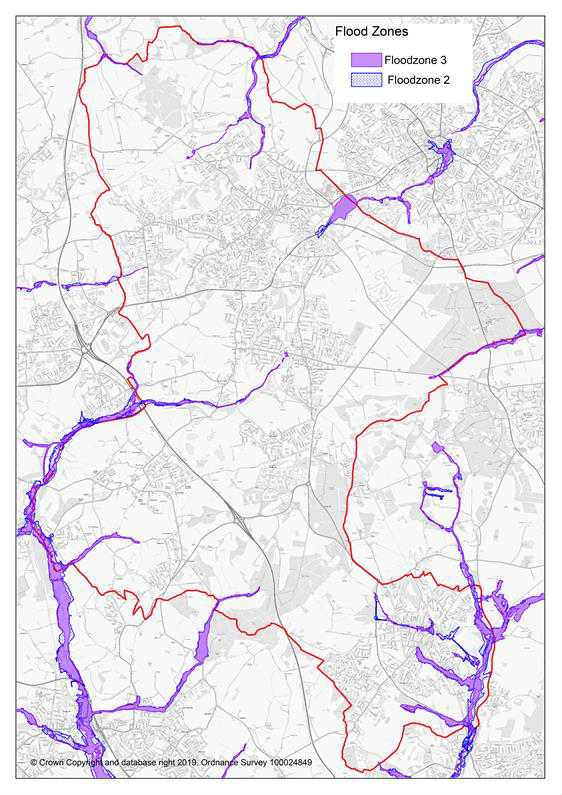 Flood Zones
Floodzone 3
Floodzone 2
© Crown Copyright and database right 2019. Ordnance Survey 100024849